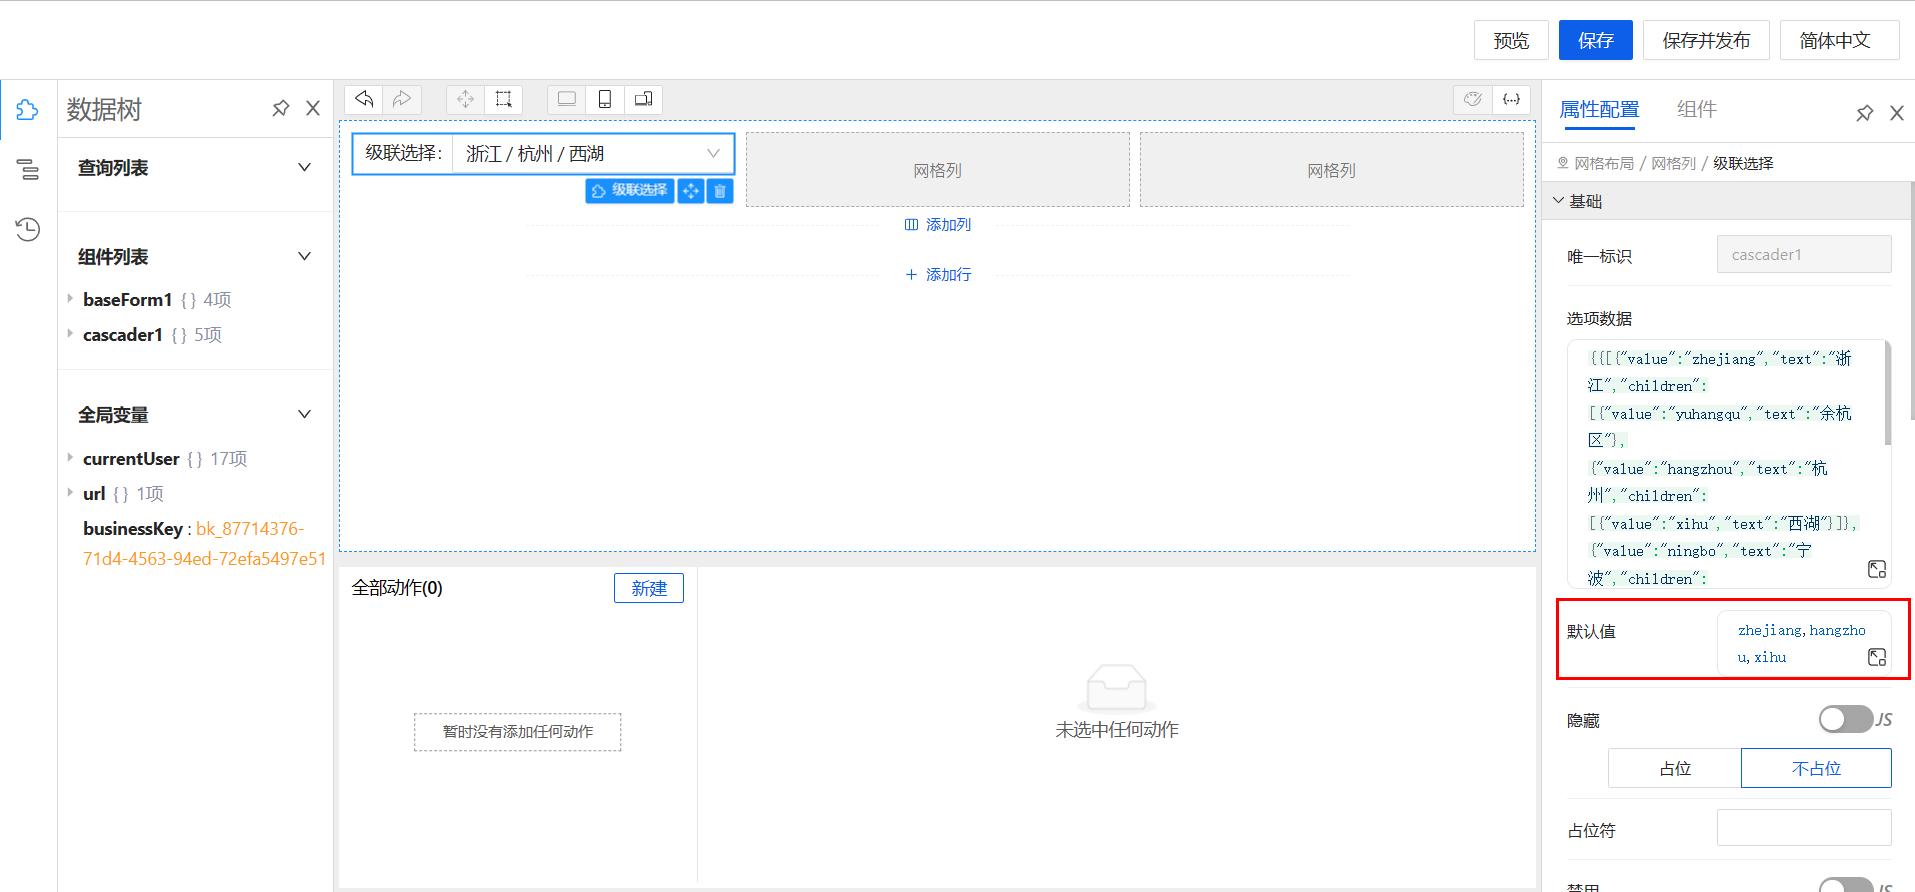 预览
保存
保存并发布
简体中文
数据树
查询列表
组件列表
baseForm1 { } 4项
cascader1 { } 5项
全局变量
currentUser { } 17项
url { } 1项
businessKey : bk_87714376-
71d4-4563-94ed-72efa5497e51
级联选择: 浙江 / 杭州 / 西湖
级联选择
网格列
网格列
添加列
+ 添加行
全部动作(0)
新建
暂时没有添加任何动作
未选中任何动作
属性配置
组件
网格布局 / 网格列 / 级联选择
基础
唯一标识
cascader1
选项数据
{{[{"value":"zhejiang","text":"浙
江","children":
[{"value":"yuhangqu","text":"余杭
区"},
{"value":"hangzhou","text":"杭
州","children":
[{"value":"xihu","text":"西湖"}]},
{"value":"ningbo","text":"宁
波","children":
默认值
zhejiang,hangzho
u,xihu
隐藏
JS
占位
不占位
占位符
禁用
JS